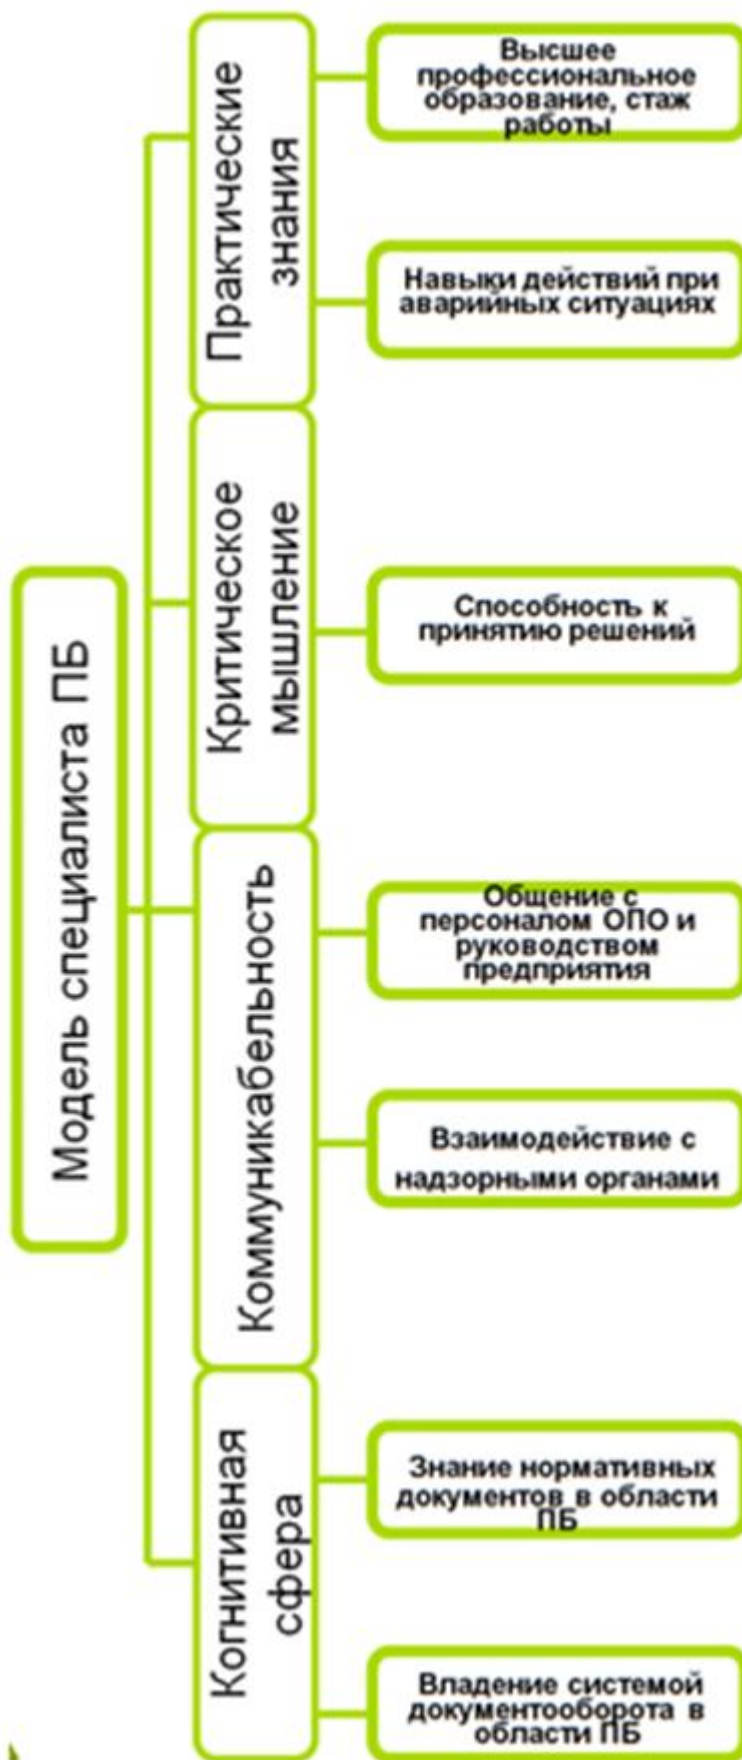 Модель специалиста ПБ
Практические
знания
Высшее
профессиональное
образование, стаж
работы
Навыки действий при
аварийных ситуациях
Критическое
мышление
Способность к
принятию решений
Коммуникабельность
Общение с
персоналом ОПО и
руководством
предприятия
Взаимодействие с
надзорными органами
Когнитивная
сфера
Знание нормативных
документов в области
ПБ
Владение системой
документооборота в
области ПБ